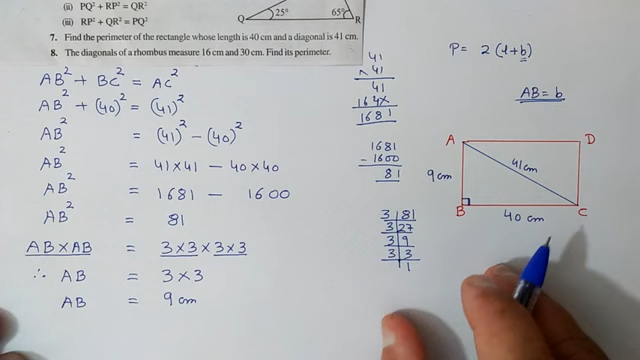 (ii) PQ² + RP² = QR²
(iii) RP² + QR² = PQ²
Q 25° 65° R
7. Find the perimeter of the rectangle whose length is 40 cm and a diagonal is 41 cm.
8. The diagonals of a rhombus measure 16 cm and 30 cm. Find its perimeter.
AB² + BC² = AC²
AB² + (40)² = (41)²
AB² = (41)² - (40)²
AB² = 41×41 - 40×40
AB² = 1681 - 1600
AB² = 81
AB×AB = 3×3×3×3
∴ AB = 3×3
AB = 9 cm
41
× 41
41
164×
1681
1681
- 1600
81
3 81
3 27
3 9
3 3
1
P = 2(l+b)
AB = b
A D
41cm
9cm
B C
40 cm